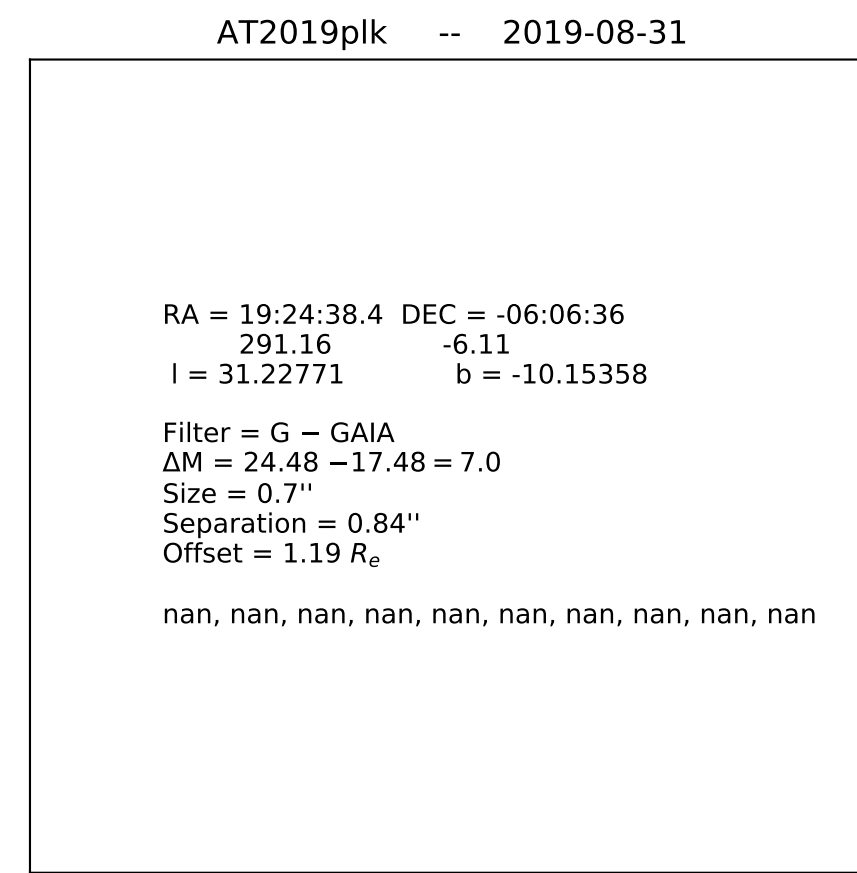 AT2019plk -- 2019-08-31
RA = 19:24:38.4 DEC = -06:06:36
291.16 -6.11
l = 31.22771 b = -10.15358
Filter = G − GAIA
ΔM = 24.48 −17.48 = 7.0
Size = 0.7''
Separation = 0.84''
Offset = 1.19 Re
nan, nan, nan, nan, nan, nan, nan, nan, nan, nan